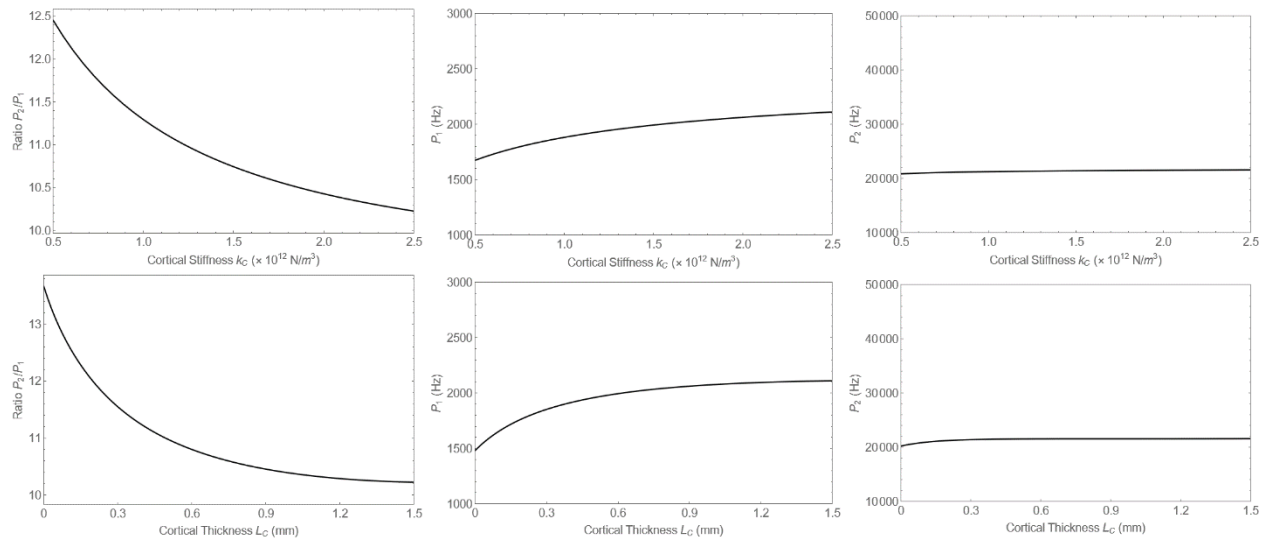 12.5
12.0
11.5
11.0
10.5
10.0
Ratio P2/P1
0.5 1.0 1.5 2.0 2.5
Cortical Stiffness kC (× 10^12 N/m^3)
3000
2500
2000
1500
1000
P1 (Hz)
0.5 1.0 1.5 2.0 2.5
Cortical Stiffness kC (× 10^12 N/m^3)
50000
40000
30000
20000
10000
P2 (Hz)
0.5 1.0 1.5 2.0 2.5
Cortical Stiffness kC (× 10^12 N/m^3)
13
12
11
10
Ratio P2/P1
0 0.3 0.6 0.9 1.2 1.5
Cortical Thickness LC (mm)
3000
2500
2000
1500
1000
P1 (Hz)
0 0.3 0.6 0.9 1.2 1.5
Cortical Thickness LC (mm)
50000
40000
30000
20000
10000
P2 (Hz)
0 0.3 0.6 0.9 1.2 1.5
Cortical Thickness LC (mm)